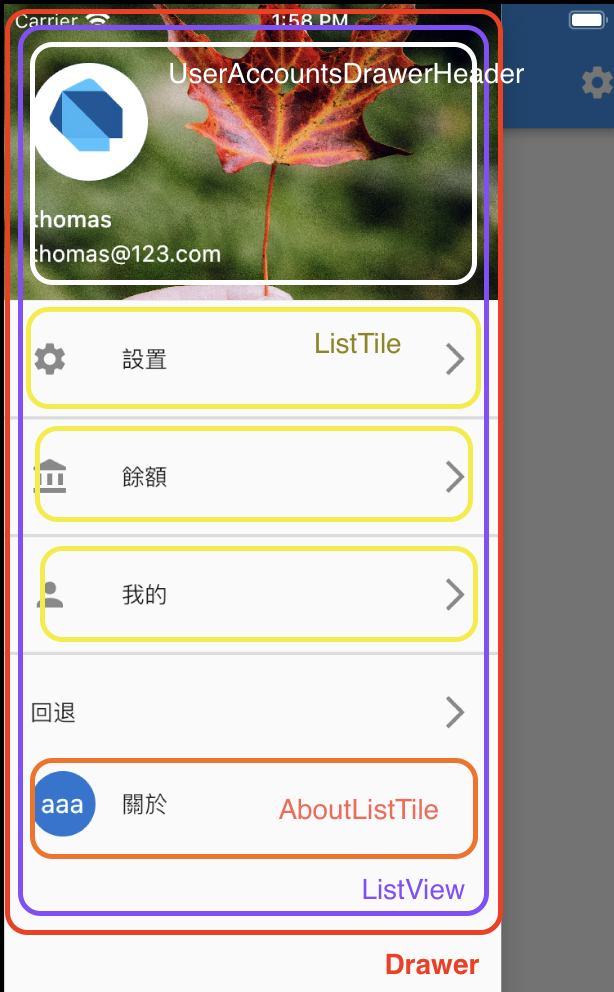 Carrier 1:58 PM
UserAccountsDrawerHeader
thomas
thomas@123.com
設置 ListTile
餘額
我的
回退
aaa 關於 AboutListTile
ListView
Drawer